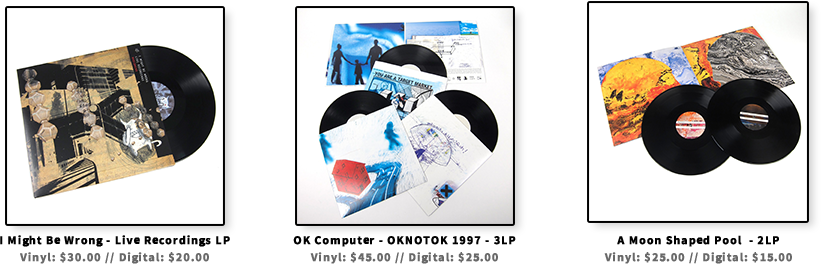 YOU ARE A TARGET MARKET
I Might Be Wrong - Live Recordings LP
Vinyl: $30.00 // Digital: $20.00
OK Computer - OKNOTOK 1997 - 3LP
Vinyl: $45.00 // Digital: $25.00
A Moon Shaped Pool - 2LP
Vinyl: $25.00 // Digital: $15.00